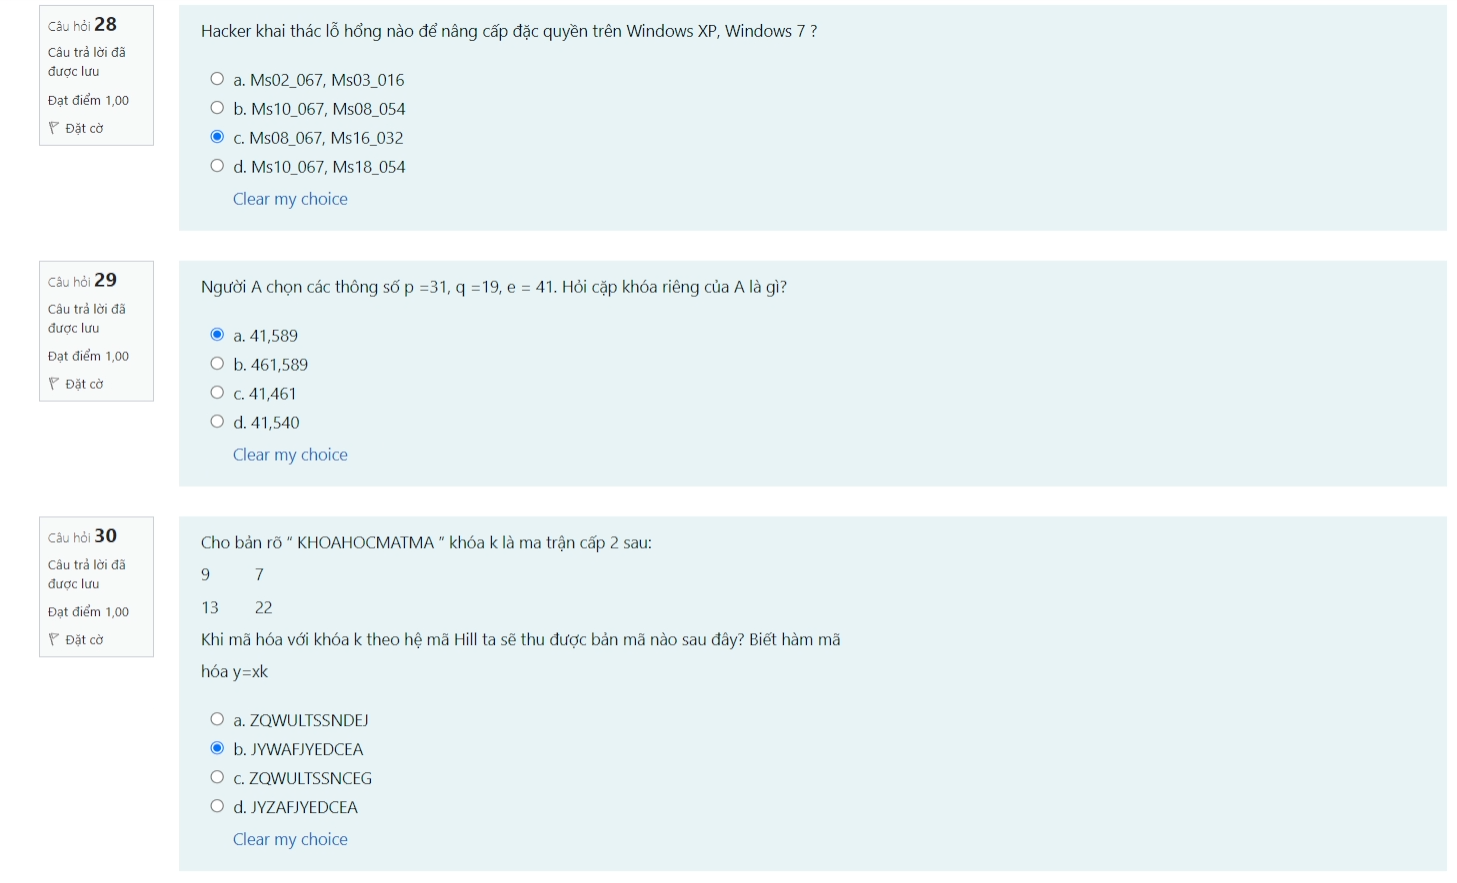 Câu hỏi 28
Câu trả lời đã
được lưu
Đạt điểm 1,00
Đặt cờ
Hacker khai thác lỗ hổng nào để nâng cấp đặc quyền trên Windows XP, Windows 7 ?
a. Ms02_067, Ms03_016
b. Ms10_067, Ms08_054
c. Ms08_067, Ms16_032
d. Ms10_067, Ms18_054
Clear my choice
Câu hỏi 29
Câu trả lời đã
được lưu
Đạt điểm 1,00
Đặt cờ
Người A chọn các thông số p =31, q =19, e = 41. Hỏi cặp khóa riêng của A là gì?
a. 41,589
b. 461,589
c. 41,461
d. 41,540
Clear my choice
Câu hỏi 30
Câu trả lời đã
được lưu
Đạt điểm 1,00
Đặt cờ
Cho bản rõ “ KHOAHOCMATMA ” khóa k là ma trận cấp 2 sau:
9 7
13 22
Khi mã hóa với khóa k theo hệ mã Hill ta sẽ thu được bản mã nào sau đây? Biết hàm mã
hóa y=xk
a. ZQWULTSSNDEJ
b. JYWAFJYEDCEA
c. ZQWULTSSNCEG
d. JYZAFJYEDCEA
Clear my choice